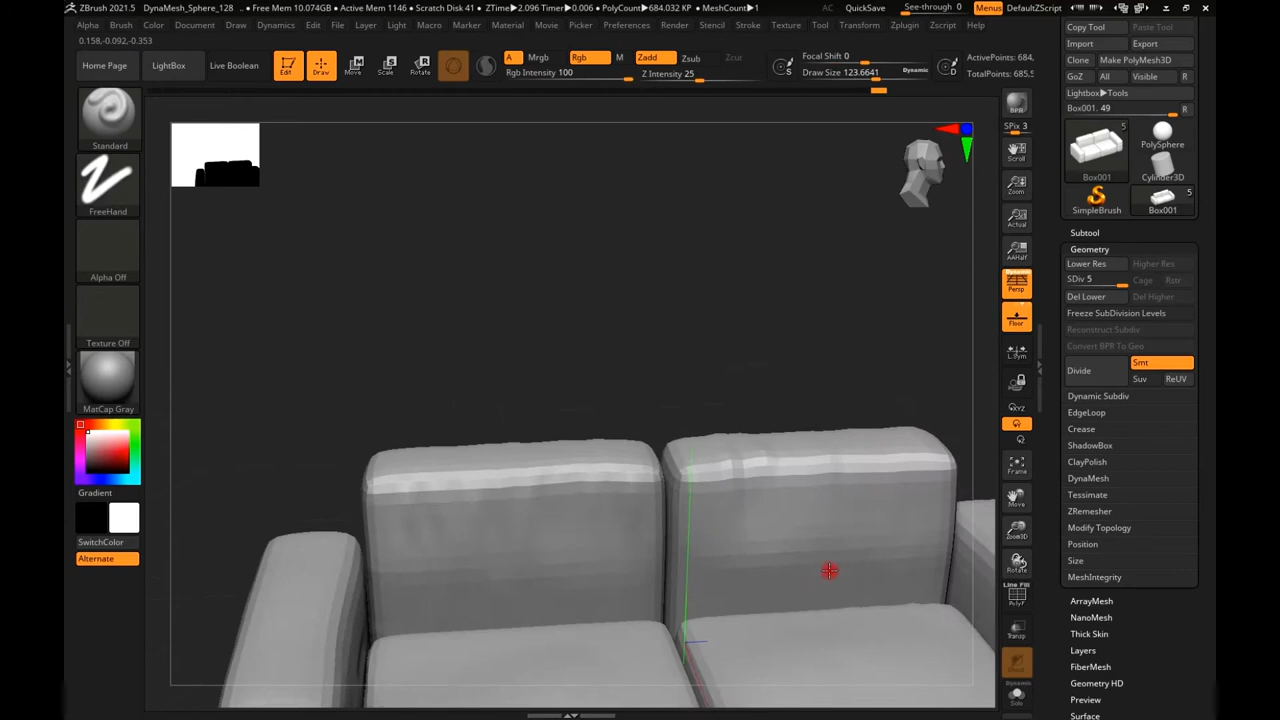 ZBrush 2021.5 DynaMesh_Sphere_128 • Free Mem 10.074GB • Active Mem 1146 • Scratch Disk 41 • ZTime▶2.096 Timer▶0.006 • PolyCount▶684.032 KP • MeshCount▶1 AC QuickSave See-through 0 Menus DefaultZScript
Alpha Brush Color Document Draw Dynamics Edit File Layer Light Macro Marker Material Movie Picker Preferences Render Stencil Stroke Texture Tool Transform Zplugin Zscript Help
0.158,-0.092,-0.353
Home Page LightBox Live Boolean Edit Draw Move Scale Rotate
A Mrgb Rgb M Zadd Zsub Zcut
Rgb Intensity 100 Z Intensity 25
S Focal Shift 0
Draw Size 123.6641 Dynamic D
ActivePoints: 684,
TotalPoints: 685,5
Standard
FreeHand
Alpha Off
Texture Off
MatCap Gray
Gradient
SwitchColor
Alternate
BPR
SPix 3
Scroll
Zoom
Actual
AAHalf
Dynamic
Persp
Floor
L.Sym
XYZ
Frame
Move
Zoom3D
Rotate
Line Fill
PolyF
Transp
Dynamic
Solo
Copy Tool Paste Tool
Import Export
Clone Make PolyMesh3D
GoZ All Visible R
Lightbox▶Tools
Box001. 49 R
5
Box001
PolySphere
Cylinder3D
SimpleBrush
5
Box001
Subtool
Geometry
Lower Res Higher Res
SDiv 5 Cage Rstr
Del Lower Del Higher
Freeze SubDivision Levels
Reconstruct Subdiv
Convert BPR To Geo
Divide Smt
Suv ReUV
Dynamic Subdiv
EdgeLoop
Crease
ShadowBox
ClayPolish
DynaMesh
Tessimate
ZRemesher
Modify Topology
Position
Size
MeshIntegrity
ArrayMesh
NanoMesh
Thick Skin
Layers
FiberMesh
Geometry HD
Preview
Surface